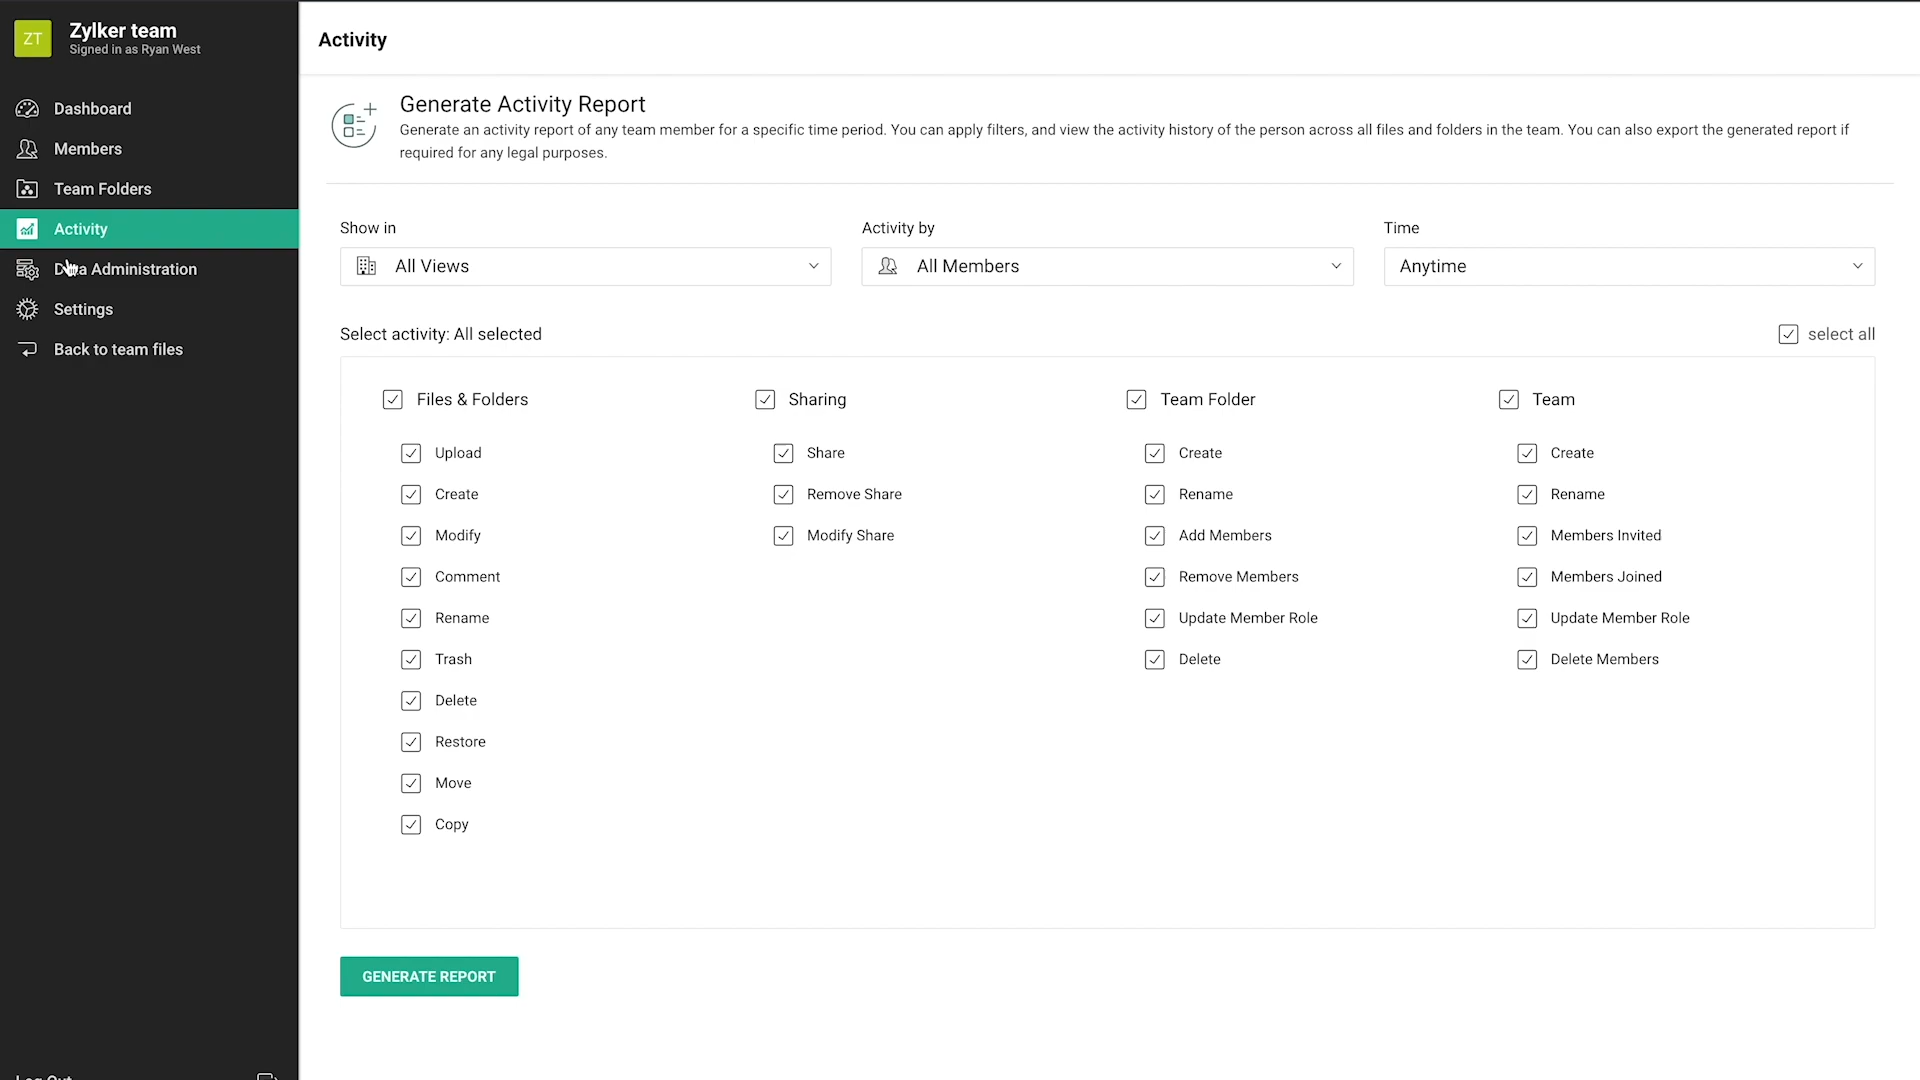 ZT
Zylker team
Signed in as Ryan West
Dashboard
Members
Team Folders
Activity
Data Administration
Settings
Back to team files
Log Out
Activity
Generate Activity Report
Generate an activity report of any team member for a specific time period. You can apply filters, and view the activity history of the person across all files and folders in the team. You can also export the generated report if
required for any legal purposes.
Show in
Activity by
Time
All Views
All Members
Anytime
Select activity: All selected
select all
Files & Folders
Upload
Create
Modify
Comment
Rename
Trash
Delete
Restore
Move
Copy
Sharing
Share
Remove Share
Modify Share
Team Folder
Create
Rename
Add Members
Remove Members
Update Member Role
Delete
Team
Create
Rename
Members Invited
Members Joined
Update Member Role
Delete Members
GENERATE REPORT